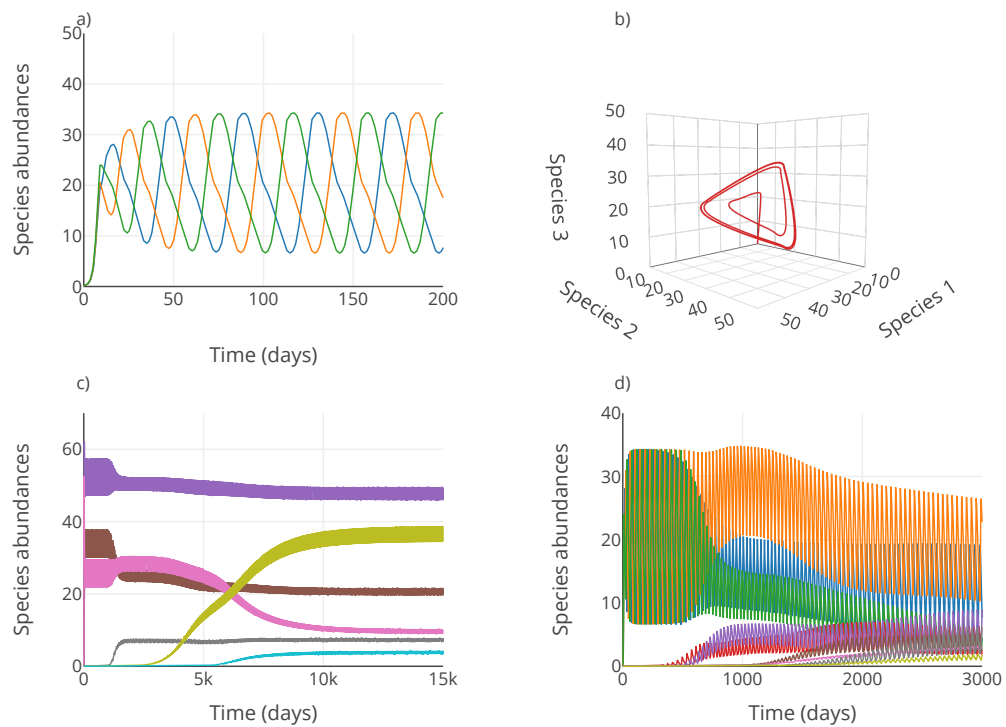 a)
Species abundances
50
40
30
20
10
0
0 50 100 150 200
Time (days)
b)
Species 3
50
40
30
20
10
0 10 20 30 40 50
Species 2
50 40 30 20 10 0
Species 1
c)
Species abundances
60
40
20
0
0 5k 10k 15k
Time (days)
d)
Species abundances
40
30
20
10
0
0 1000 2000 3000
Time (days)